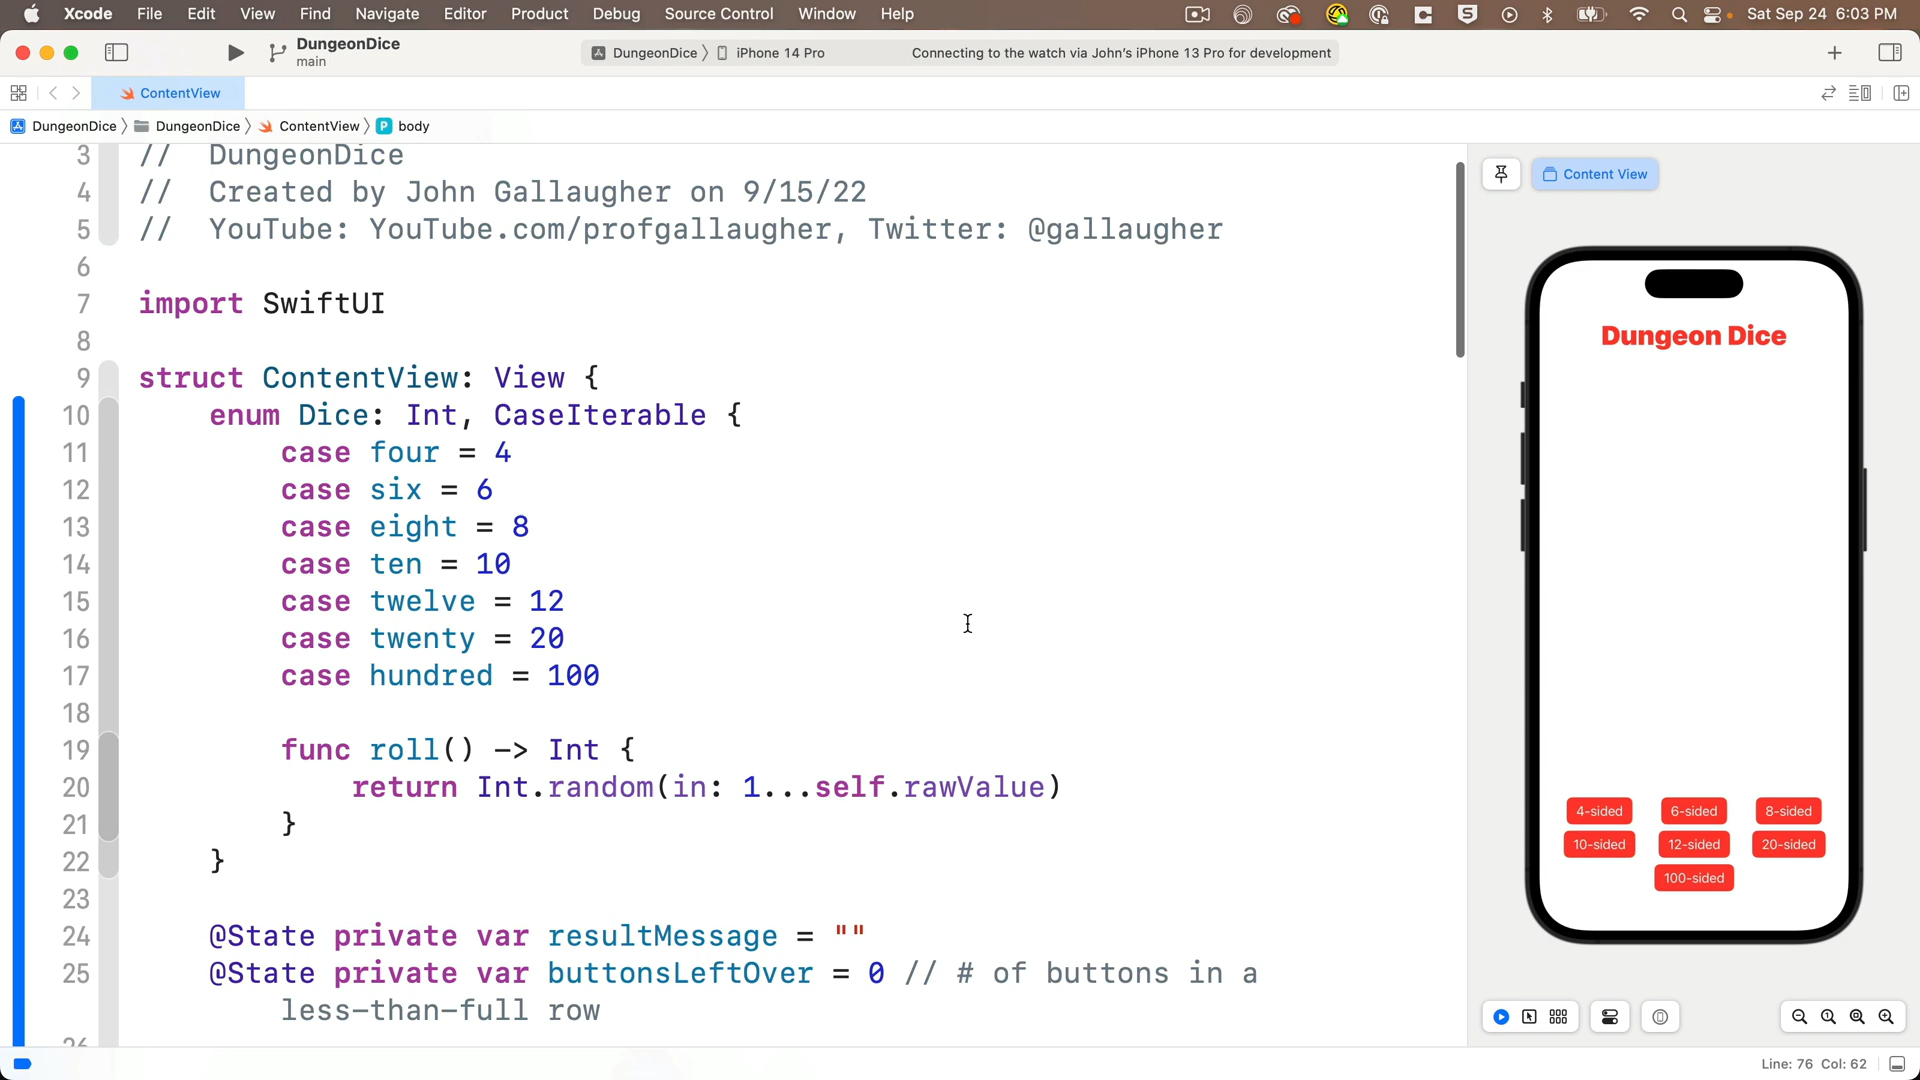 Xcode File Edit View Find Navigate Editor Product Debug Source Control Window Help Sat Sep 24 6:03 PM
DungeonDice
main
DungeonDice iPhone 14 Pro Connecting to the watch via John's iPhone 13 Pro for development
ContentView
DungeonDice DungeonDice ContentView P body
3 // DungeonDice
4 // Created by John Gallaugher on 9/15/22
5 // YouTube: YouTube.com/profgallaugher, Twitter: @gallaugher
6
7 import SwiftUI
8
9 struct ContentView: View {
10 enum Dice: Int, CaseIterable {
11 case four = 4
12 case six = 6
13 case eight = 8
14 case ten = 10
15 case twelve = 12
16 case twenty = 20
17 case hundred = 100
18
19 func roll() -> Int {
20 return Int.random(in: 1...self.rawValue)
21 }
22 }
23
24 @State private var resultMessage = ""
25 @State private var buttonsLeftOver = 0 // # of buttons in a
less-than-full row
26
Content View
Dungeon Dice
4-sided 6-sided 8-sided
10-sided 12-sided 20-sided
100-sided
Line: 76 Col: 62